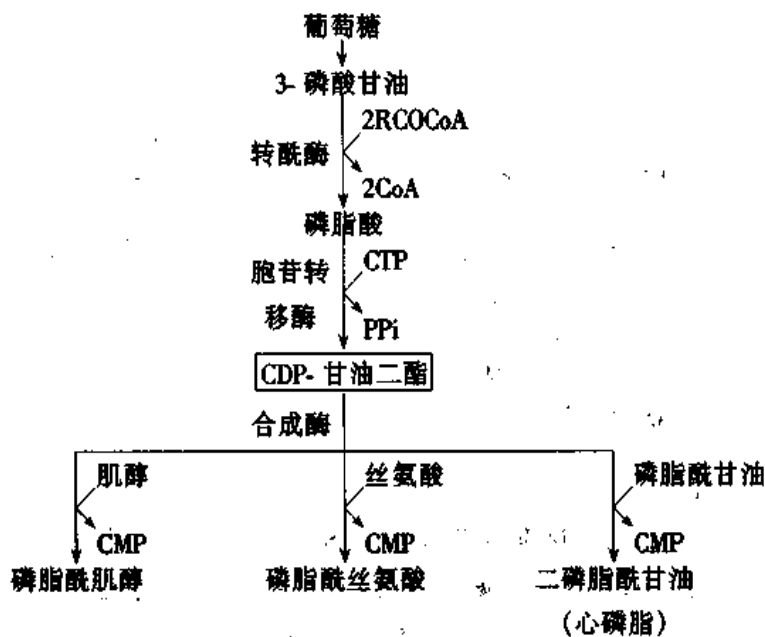 葡萄糖
3- 磷酸甘油
2RCOCoA
转酰酶
2CoA
磷脂酸
胞苷转
CTP
移酶
PPi
CDP- 甘油二酯
合成酶
肌醇
丝氨酸
磷脂酰甘油
CMP
CMP
CMP
磷脂酰肌醇
磷脂酰丝氨酸
二磷脂酰甘油
(心磷脂)